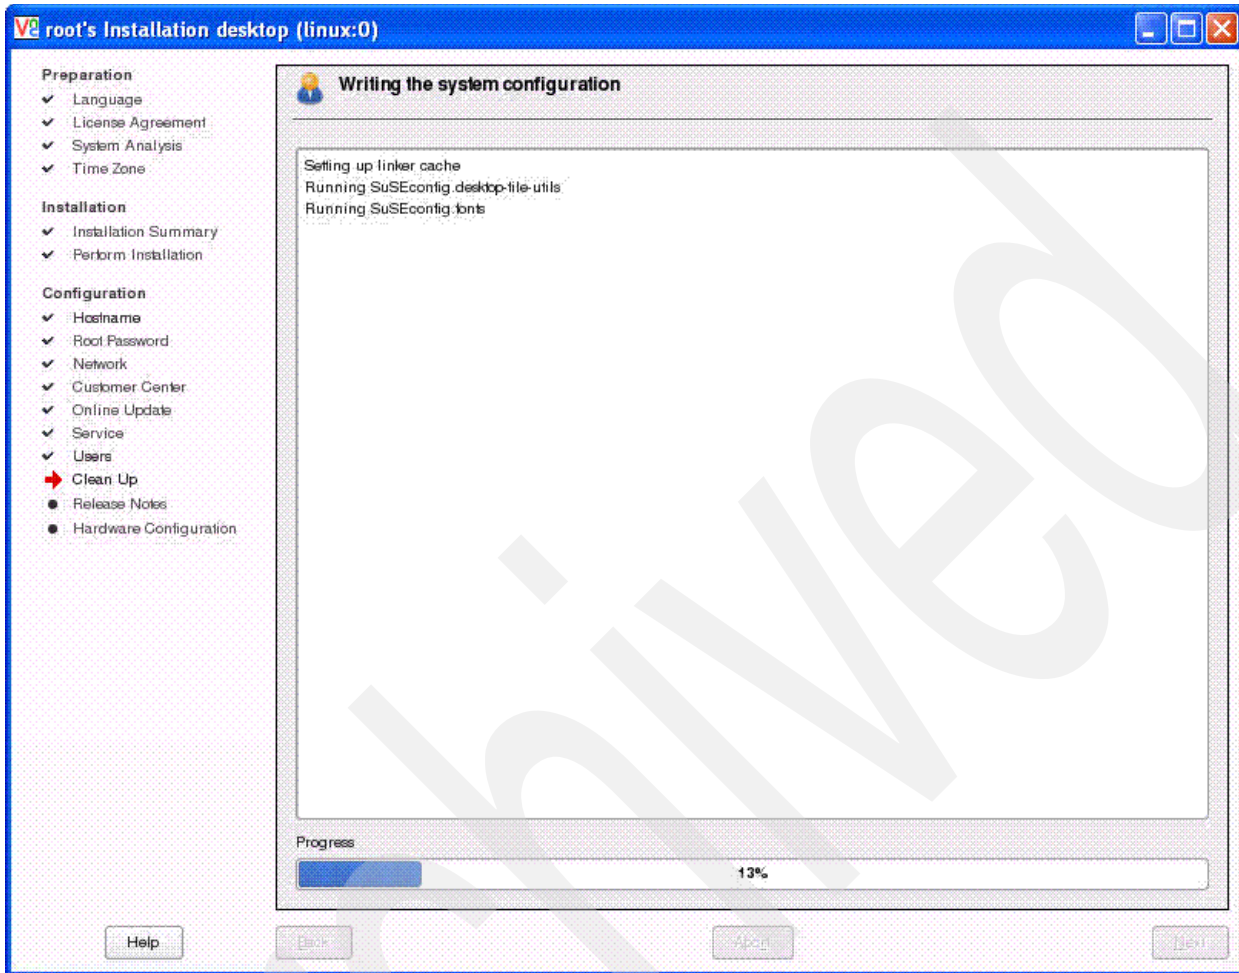 root's Installation desktop (linux:0)
Preparation
Language
License Agreement
System Analysis
Time Zone
Installation
Installation Summary
Perform Installation
Configuration
Hostname
Root Password
Network
Customer Center
Online Update
Service
Users
Clean Up
Release Notes
Hardware Configuration
Writing the system configuration
Setting up linker cache
Running SuSEconfig.desktop-file-utils
Running SuSEconfig.fonts
Progress
13%
Help
Back
Abort
Next